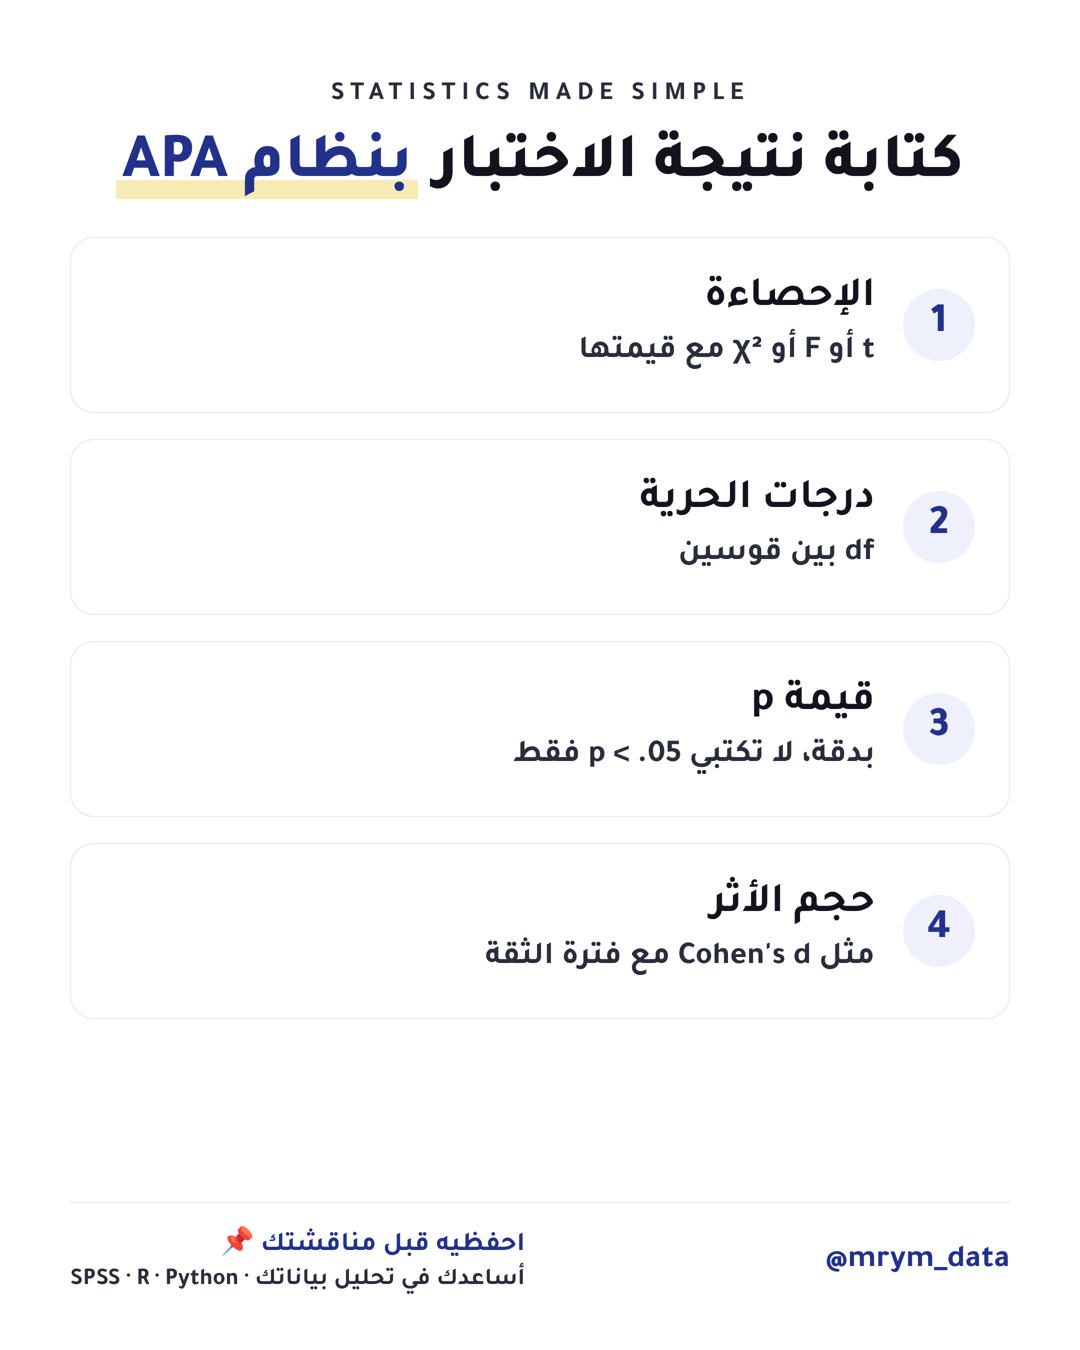 STATISTICS MADE SIMPLE
كتابة نتيجة الاختبار بنظام APA
1
الإحصاءة
t أو F أو χ² مع قيمتها
2
درجات الحرية
df بين قوسين
3
قيمة p
بدقة، لا تكتبي p < .05 فقط
4
حجم الأثر
مثل Cohen's d مع فترة الثقة
@mrym_data
احفظيه قبل مناقشتك 📌
أساعدك في تحليل بياناتك · SPSS · R · Python